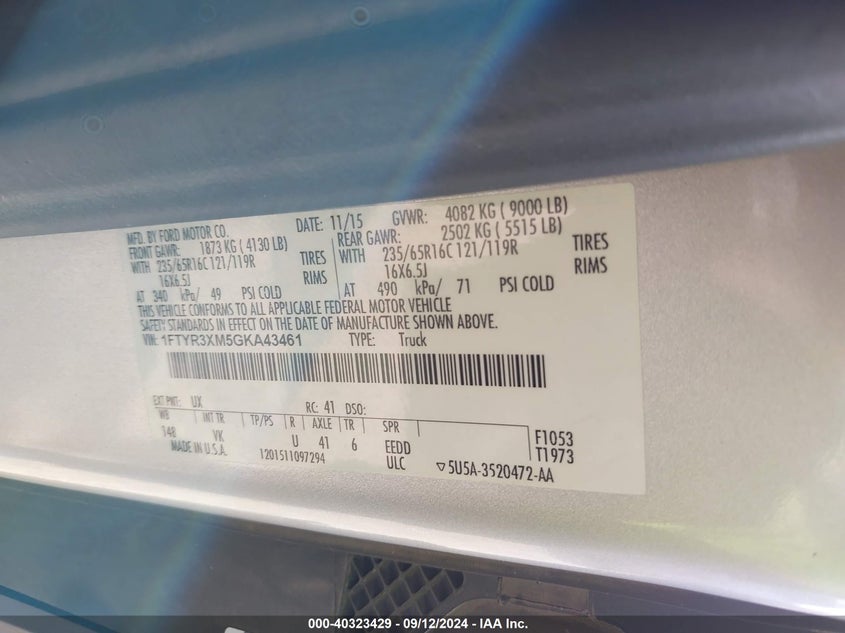 MFD. BY FORD MOTOR CO. DATE: 11/15 GVWR: 4082 KG ( 9000 LB)
FRONT GAWR: 1873 KG ( 4130 LB) REAR GAWR: 2502 KG ( 5515 LB)
WITH 235/65R16C 121/119R TIRES WITH 235/65R16C 121/119R TIRES
16X6.5J RIMS 16X6.5J RIMS
AT 340 kPa/ 49 PSI COLD AT 490 kPa/ 71 PSI COLD
THIS VEHICLE CONFORMS TO ALL APPLICABLE FEDERAL MOTOR VEHICLE
SAFETY STANDARDS IN EFFECT ON THE DATE OF MANUFACTURE SHOWN ABOVE.
VIN: 1FTYR3XM5GKA43461 TYPE: Truck
EXT PNT: UX RC: 41 DSO:
WB INT TR TP/PS R AXLE TR SPR
148 VK U 41 6 EEDD F1053
MADE IN U.S.A. 1201511097294 ULC T1973
▽5U5A-3520472-AA
000-40323429 - 09/12/2024 - IAA Inc.